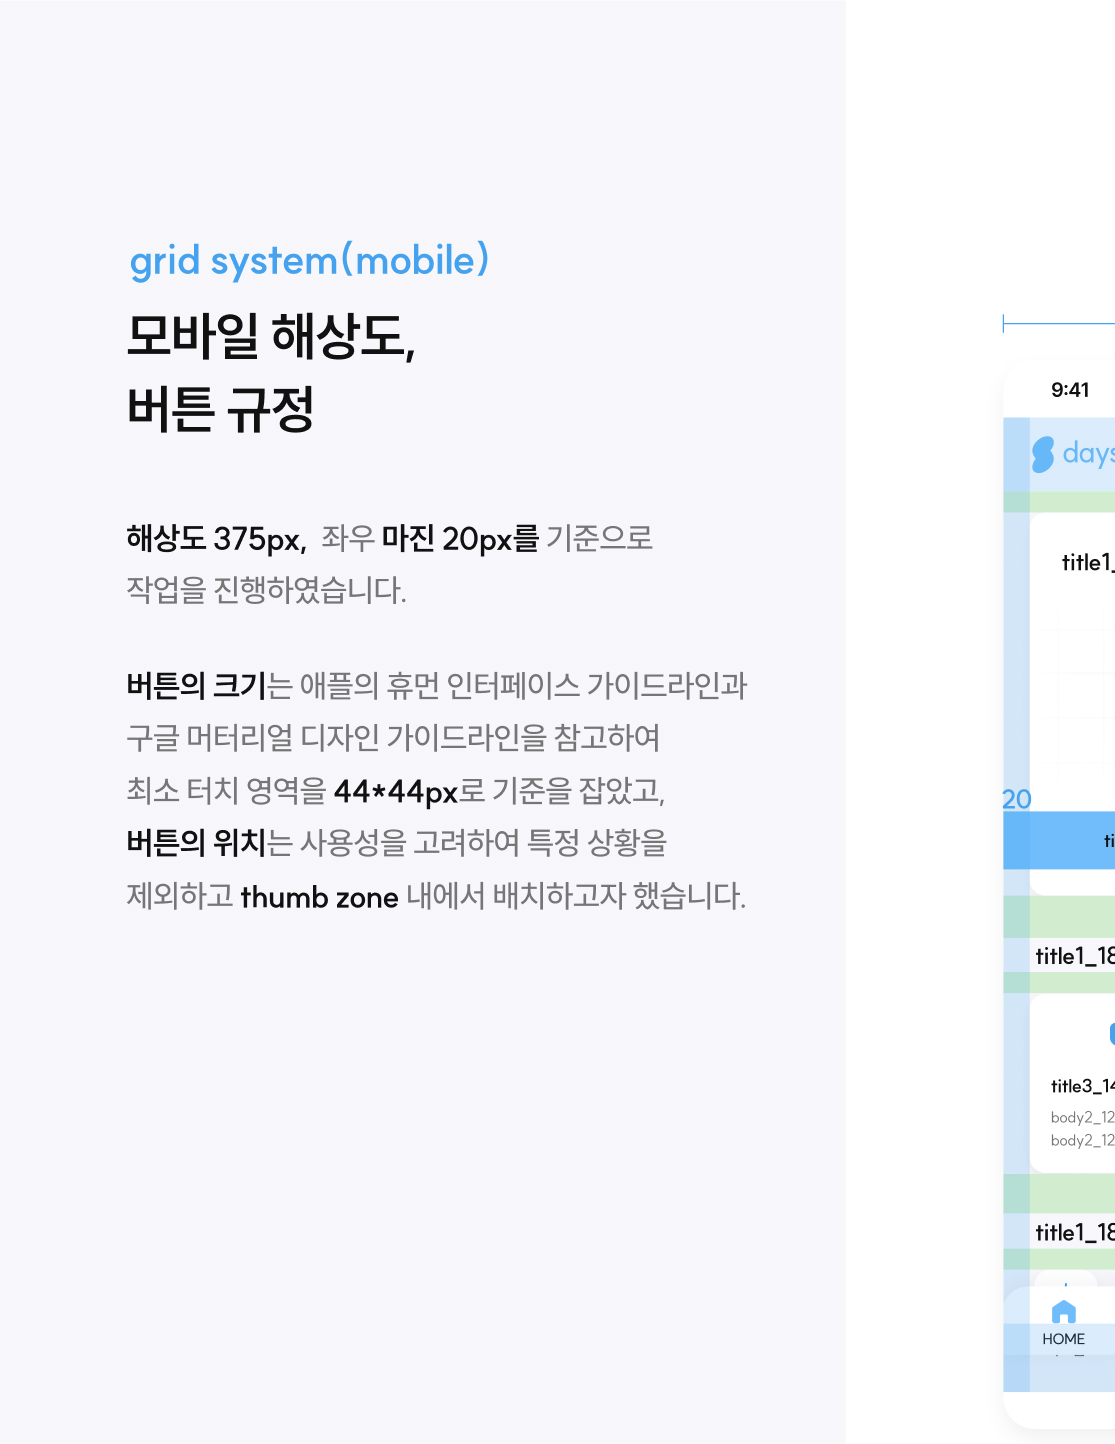 grid system(mobile)
모바일 해상도,
버튼 규정
해상도 375px, 좌우 마진 20px를 기준으로
작업을 진행하였습니다.
버튼의 크기는 애플의 휴먼 인터페이스 가이드라인과
구글 머터리얼 디자인 가이드라인을 참고하여
최소 터치 영역을 44*44px로 기준을 잡았고,
버튼의 위치는 사용성을 고려하여 특정 상황을
제외하고 thumb zone 내에서 배치하고자 했습니다.
9:41
days
title1_
20
ti
title1_18
title3_14
body2_12
body2_12
title1_18
HOME